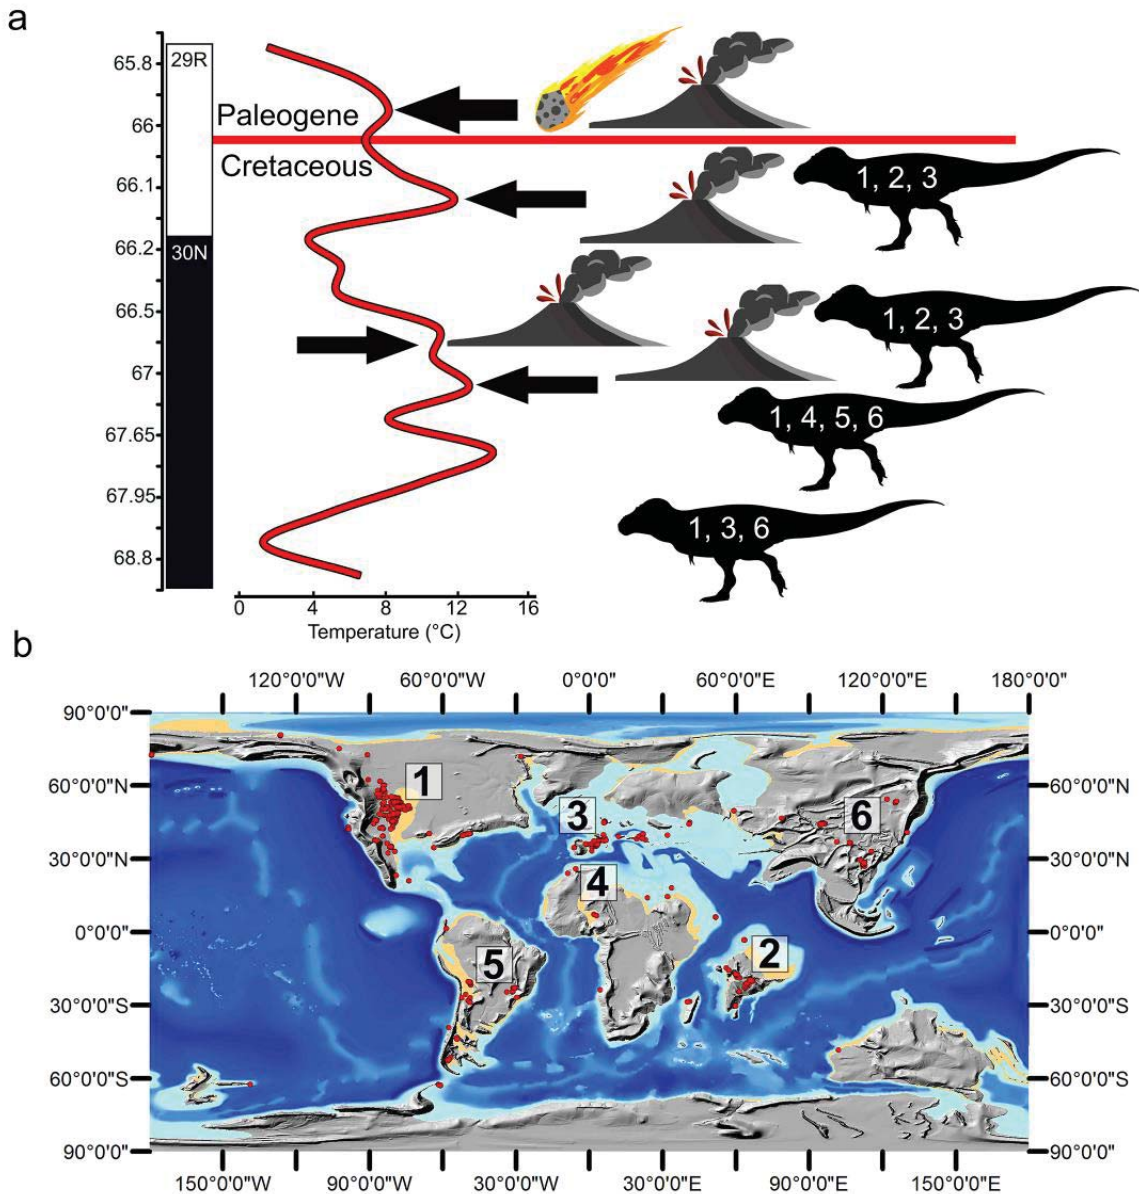 a
65.8
29R
Paleogene
66
Cretaceous
66.1
1, 2, 3
66.2
30N
66.5
1, 2, 3
67
1, 4, 5, 6
67.65
67.95
1, 3, 6
68.8
0 4 8 12 16
Temperature (°C)
b
120°0'0"W 60°0'0"W 0°0'0" 60°0'0"E 120°0'0"E 180°0'0"
90°0'0"N 90°0'0"N
60°0'0"N 60°0'0"N
1
3
6
30°0'0"N 30°0'0"N
4
0°0'0" 0°0'0"
2
5
30°0'0"S 30°0'0"S
60°0'0"S 60°0'0"S
90°0'0" 90°0'0"
150°0'0"W 90°0'0"W 30°0'0"W 30°0'0"E 90°0'0"E 150°0'0"E